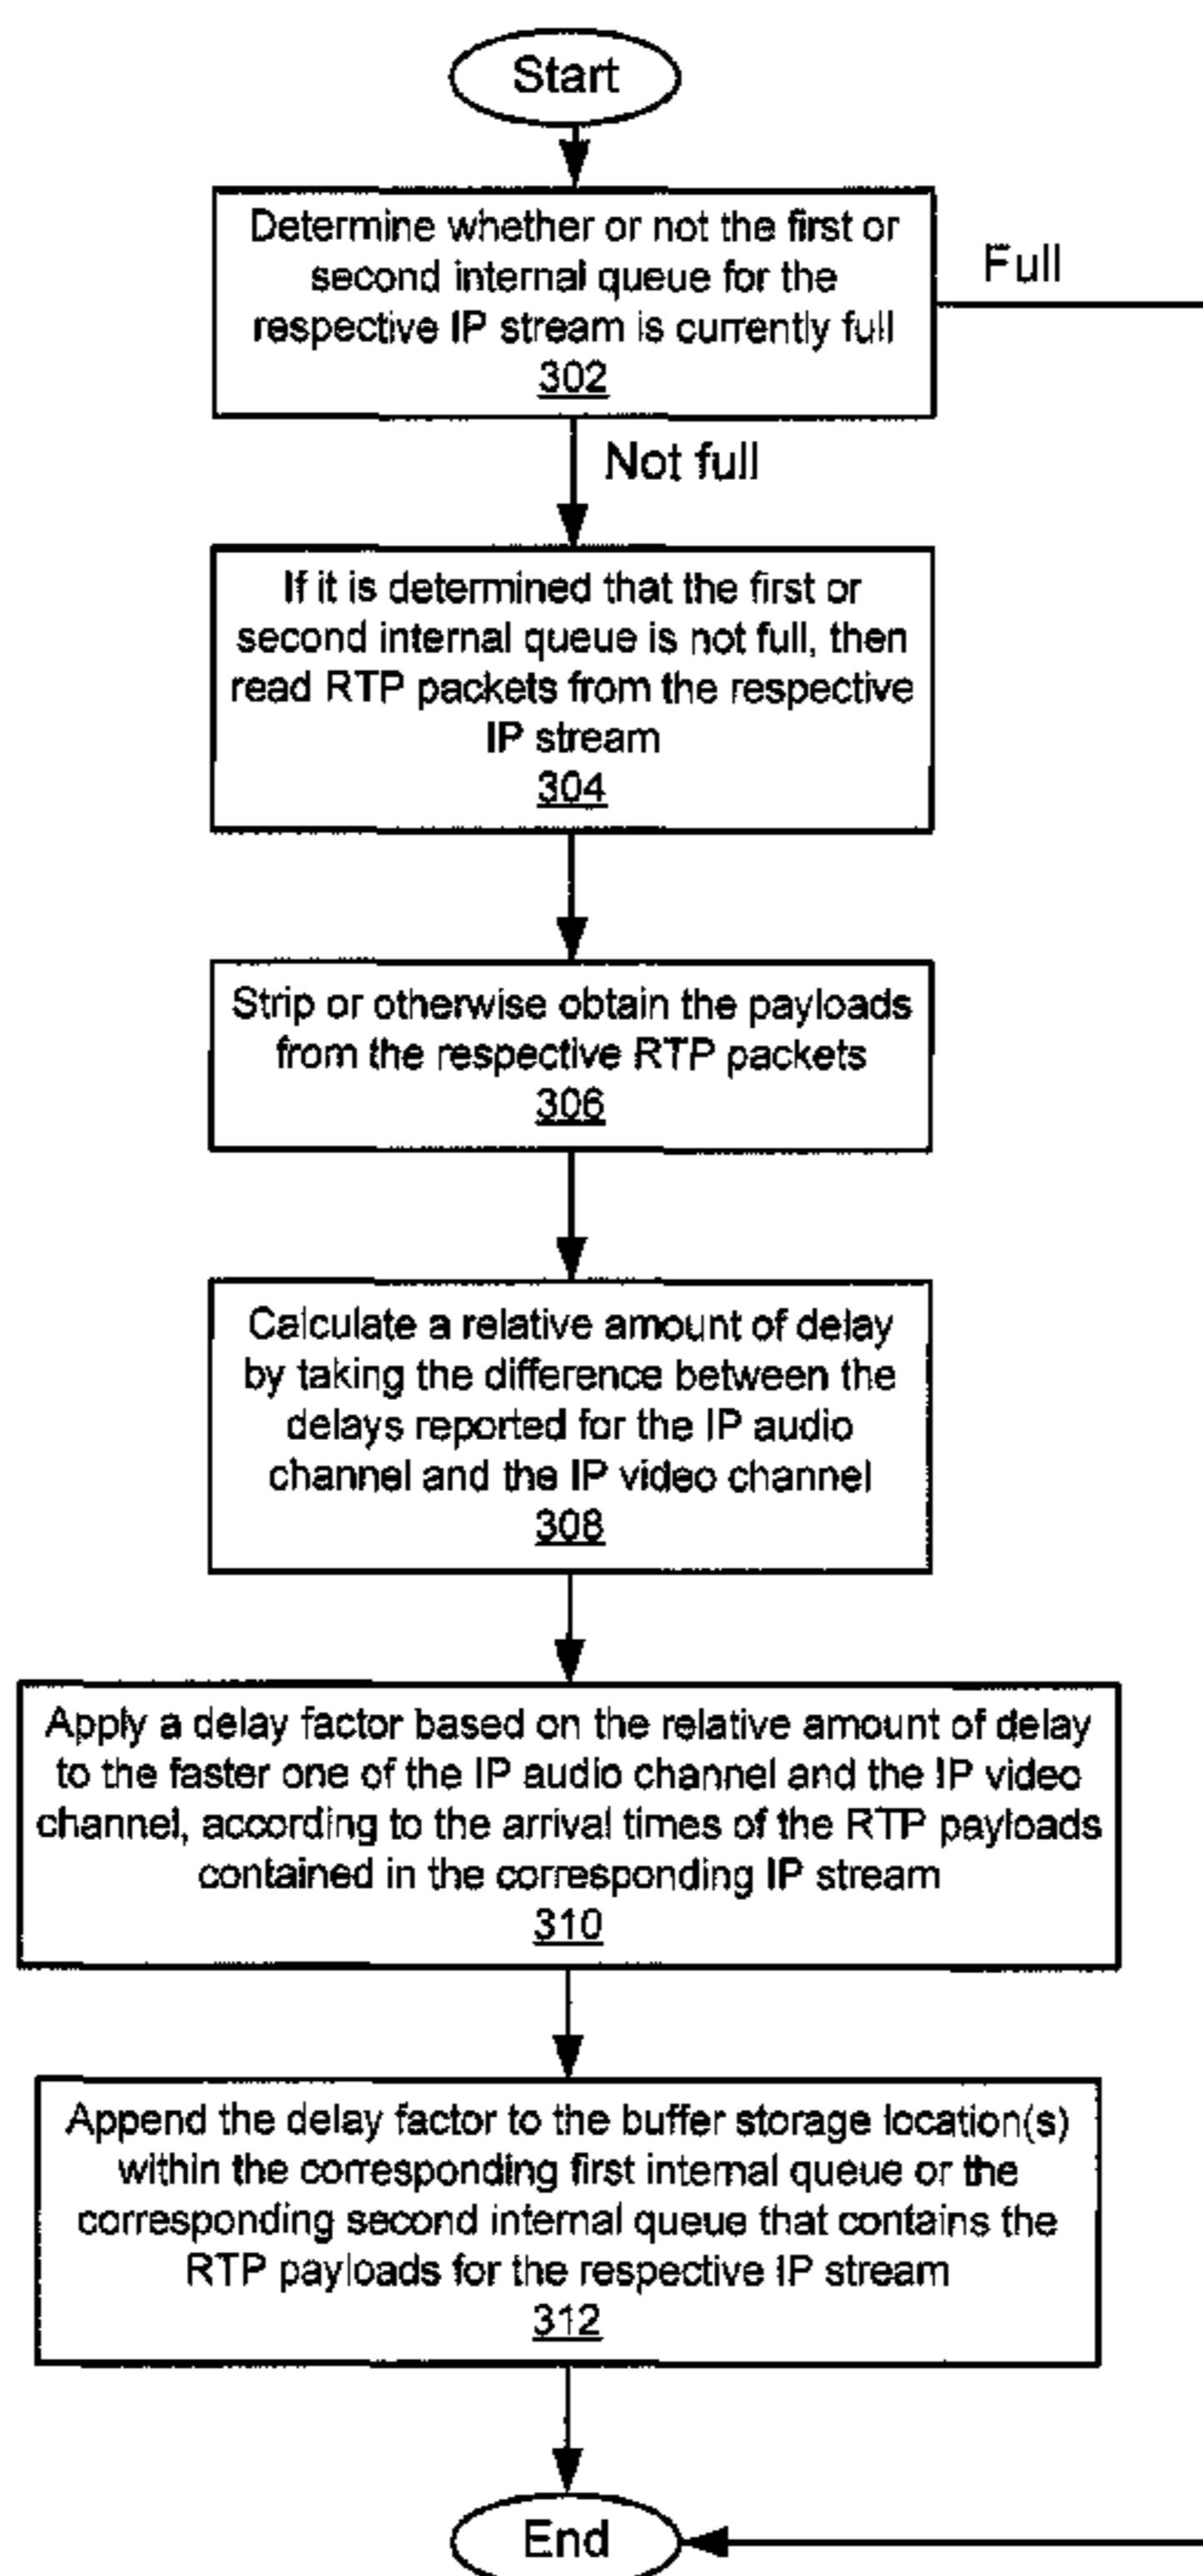 Start
Determine whether or not the first or
second internal queue for the
respective IP stream is currently full
302
Full
Not full
If it is determined that the first or
second internal queue is not full, then
read RTP packets from the respective
IP stream
304
Strip or otherwise obtain the payloads
from the respective RTP packets
306
Calculate a relative amount of delay
by taking the difference between the
delays reported for the IP audio
channel and the IP video channel
308
Apply a delay factor based on the relative amount of delay
to the faster one of the IP audio channel and the IP video
channel, according to the arrival times of the RTP payloads
contained in the corresponding IP stream
310
Append the delay factor to the buffer storage location(s)
within the corresponding first internal queue or the
corresponding second internal queue that contains the
RTP payloads for the respective IP stream
312
End